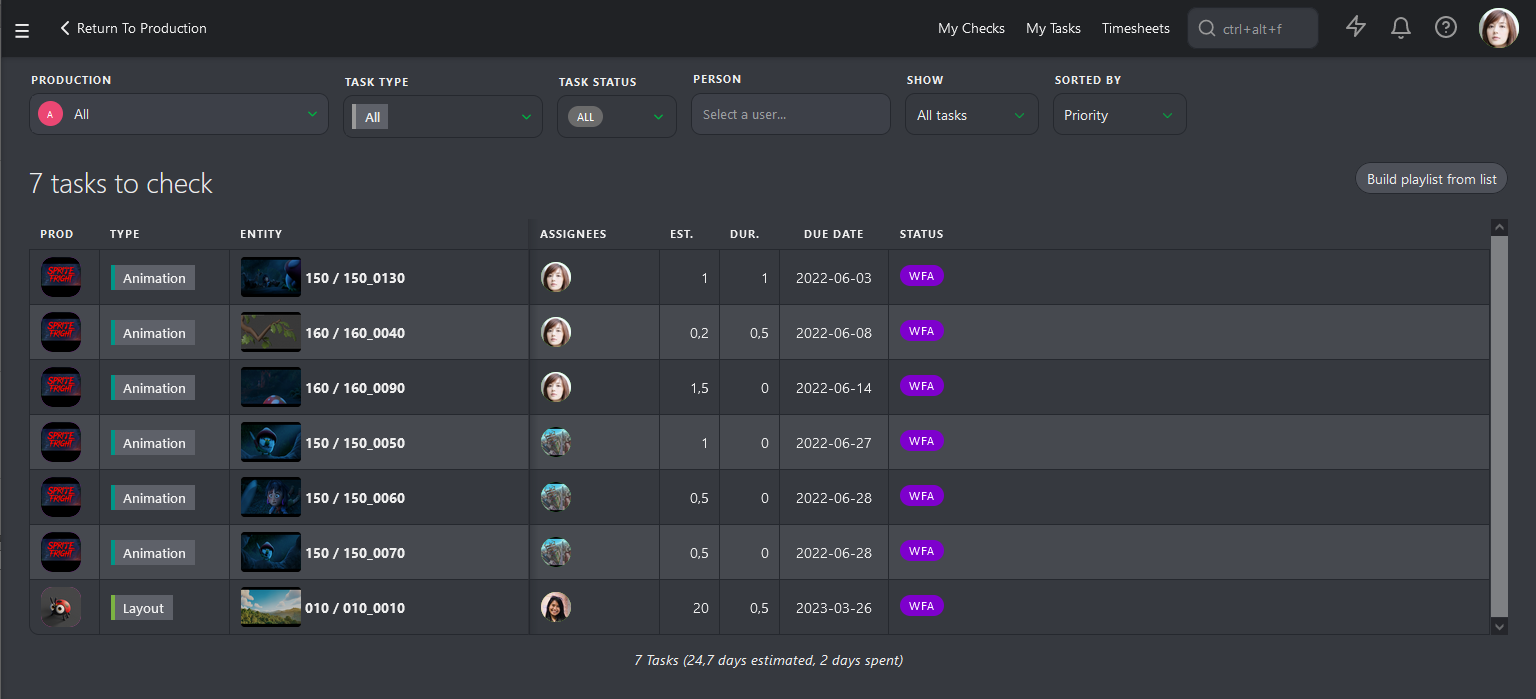 Return To Production My Checks My Tasks Timesheets ctrl+alt+f
PRODUCTION TASK TYPE TASK STATUS PERSON SHOW SORTED BY
A All All ALL Select a user... All tasks Priority
7 tasks to check Build playlist from list
PROD TYPE ENTITY ASSIGNEES EST. DUR. DUE DATE STATUS
SPRITE FRIGHT Animation 150 / 150_0130 1 1 2022-06-03 WFA
SPRITE FRIGHT Animation 160 / 160_0040 0,2 0,5 2022-06-08 WFA
SPRITE FRIGHT Animation 160 / 160_0090 1,5 0 2022-06-14 WFA
SPRITE FRIGHT Animation 150 / 150_0050 1 0 2022-06-27 WFA
SPRITE FRIGHT Animation 150 / 150_0060 0,5 0 2022-06-28 WFA
SPRITE FRIGHT Animation 150 / 150_0070 0,5 0 2022-06-28 WFA
Layout 010 / 010_0010 20 0,5 2023-03-26 WFA
7 Tasks (24,7 days estimated, 2 days spent)